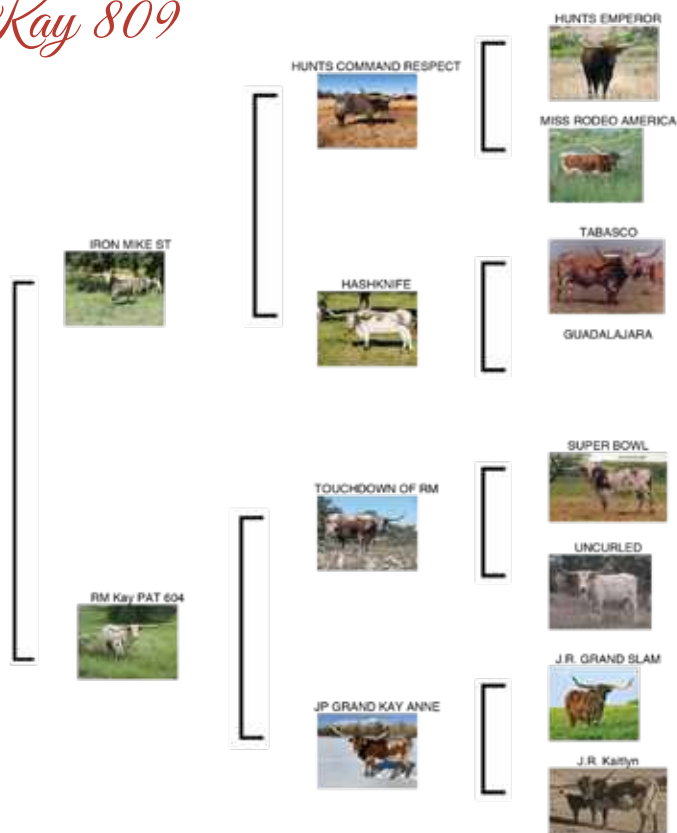 Kay 809
HUNTS EMPEROR
HUNTS COMMAND RESPECT
MISS RODEO AMERICA
IRON MIKE ST
TABASCO
HASHKNIFE
GUADALAJARA
SUPER BOWL
TOUCHDOWN OF RM
UNCURLED
RM Kay PAT 604
J.R. GRAND SLAM
JP GRAND KAY ANNE
J.R. Kaitlyn